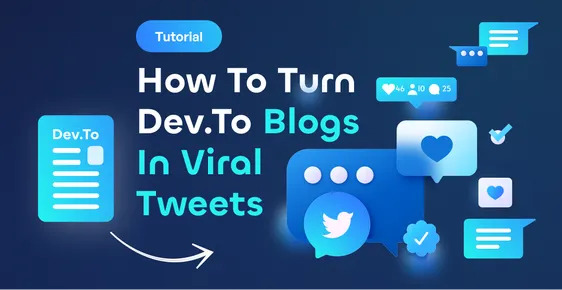 Tutorial
How To Turn
Dev.To Blogs
In Viral
Tweets
Dev.To
46 10 25